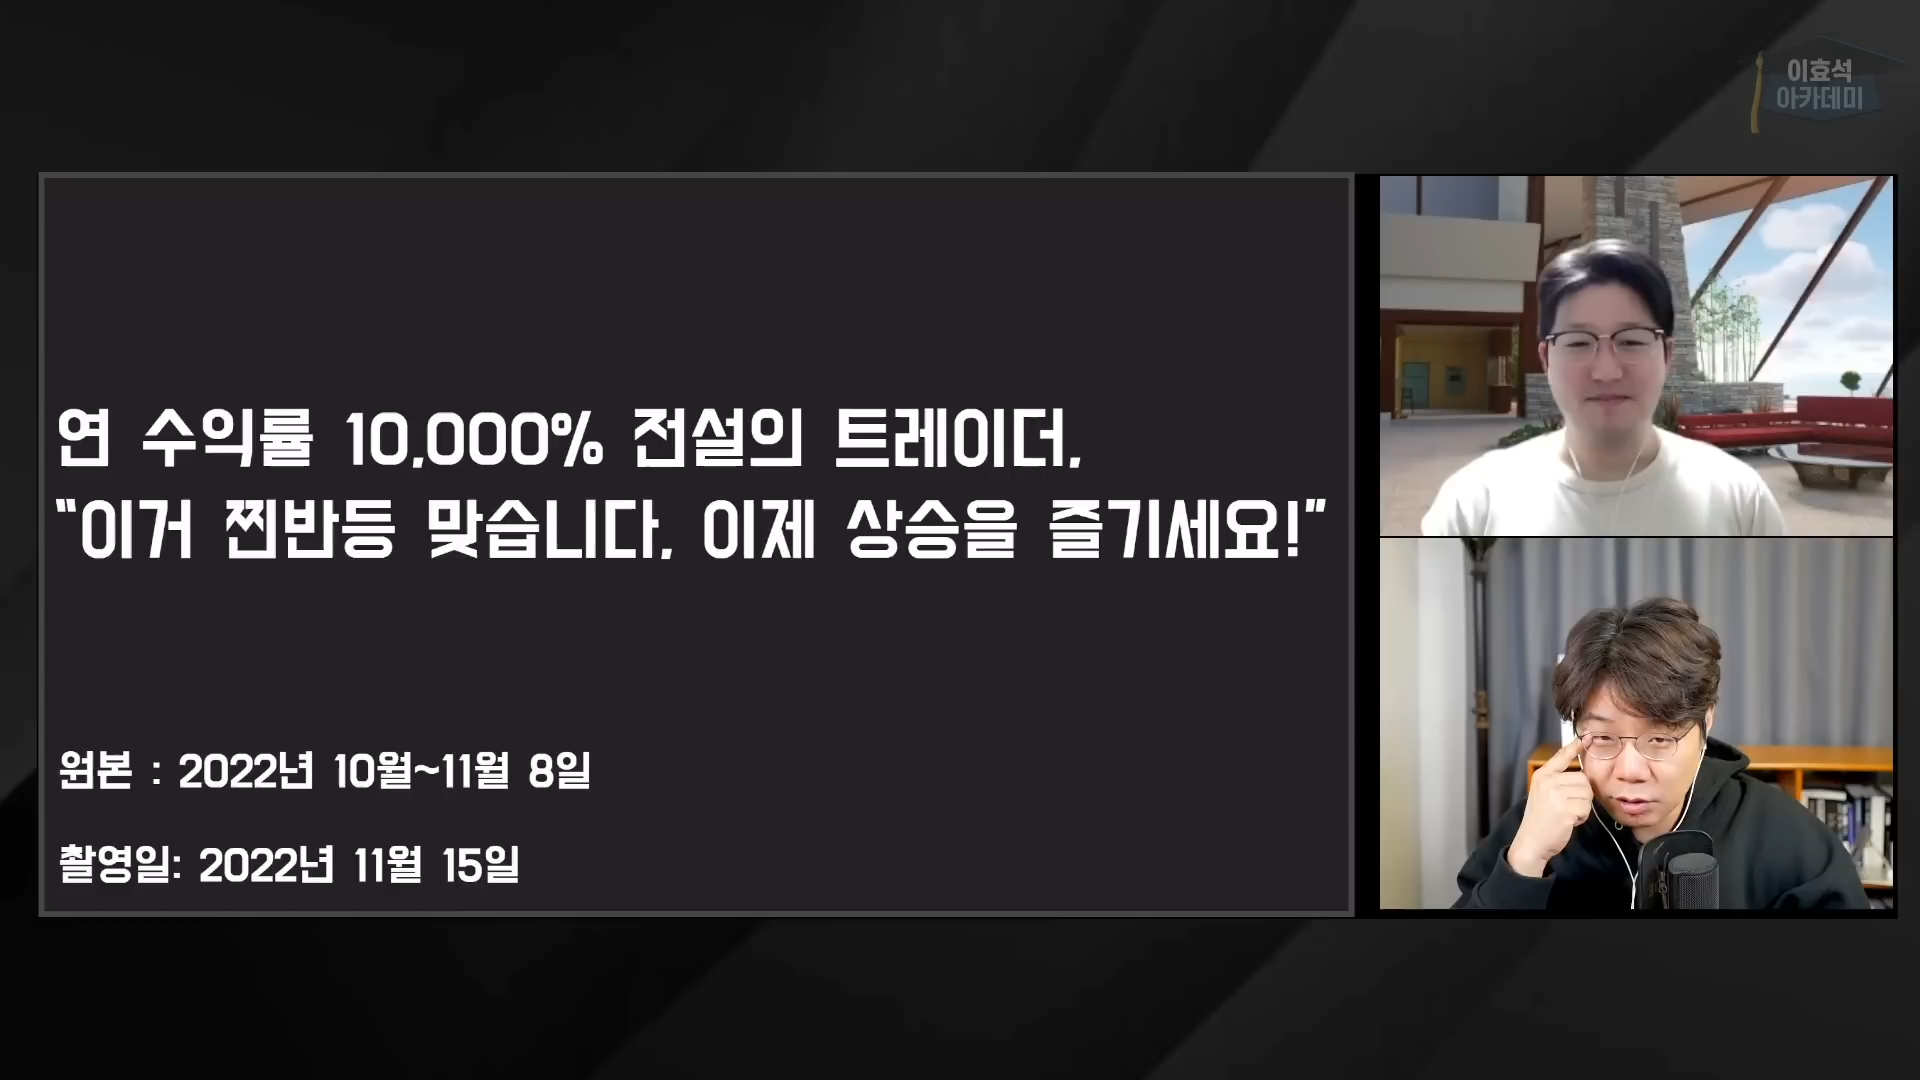 이효석
아카데미
연 수익률 10,000% 전설의 트레이더,
“이거 찐반등 맞습니다, 이제 상승을 즐기세요!”
원본 : 2022년 10월~11월 8일
촬영일: 2022년 11월 15일